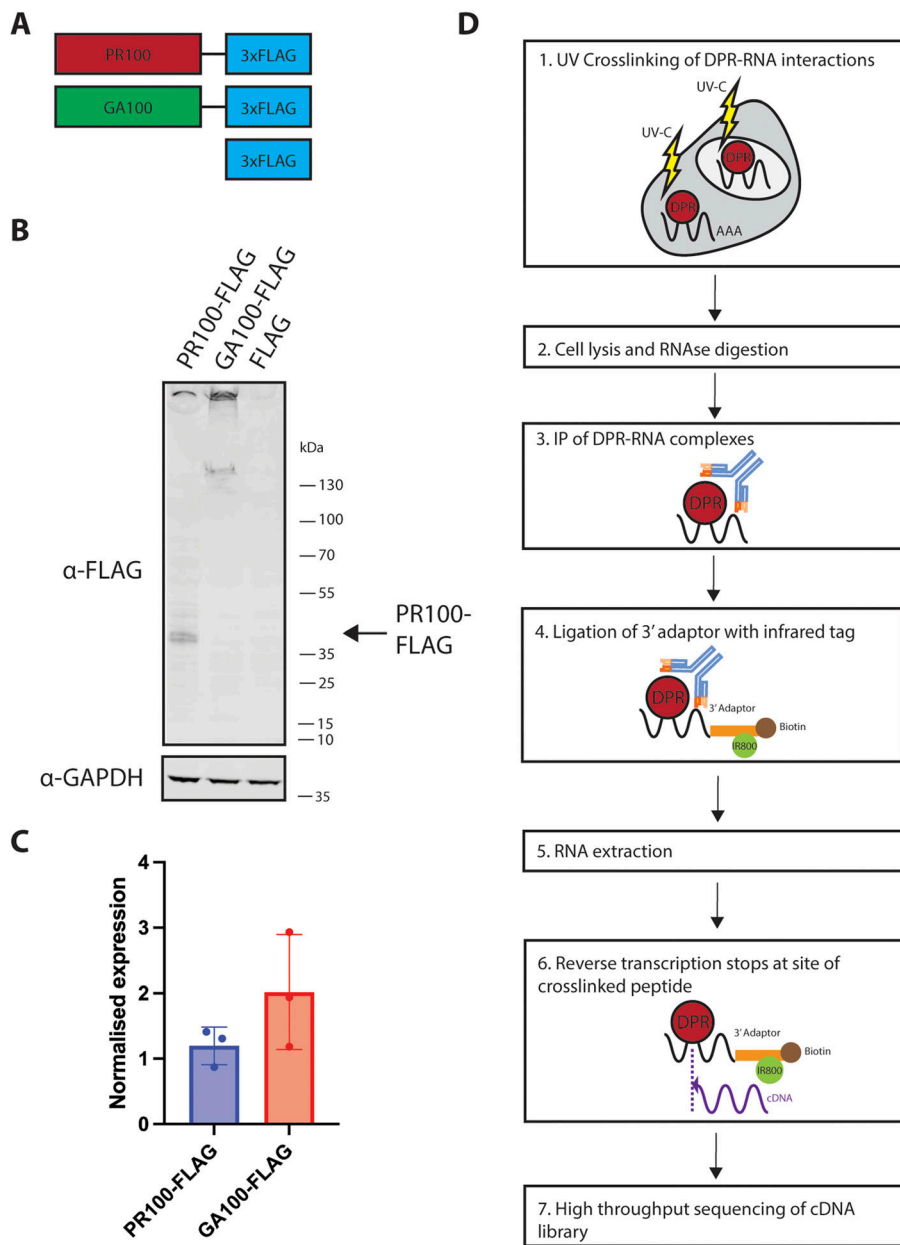 A
PR100
3xFLAG
GA100
3xFLAG
3xFLAG
B
PR100-FLAG
GA100-FLAG
FLAG
kDa
130
100
70
55
35
25
15
10
α-FLAG
PR100-
FLAG
α-GAPDH
35
C
Normalised expression
4
3
2
1
0
PR100-FLAG
GA100-FLAG
D
1. UV Crosslinking of DPR-RNA interactions
UV-C
UV-C
DPR
DPR
AAA
2. Cell lysis and RNAse digestion
3. IP of DPR-RNA complexes
DPR
4. Ligation of 3’ adaptor with infrared tag
DPR
3’ Adaptor
Biotin
IR800
5. RNA extraction
6. Reverse transcription stops at site of
crosslinked peptide
DPR
3’ Adaptor
Biotin
IR800
cDNA
7. High throughput sequencing of cDNA
library